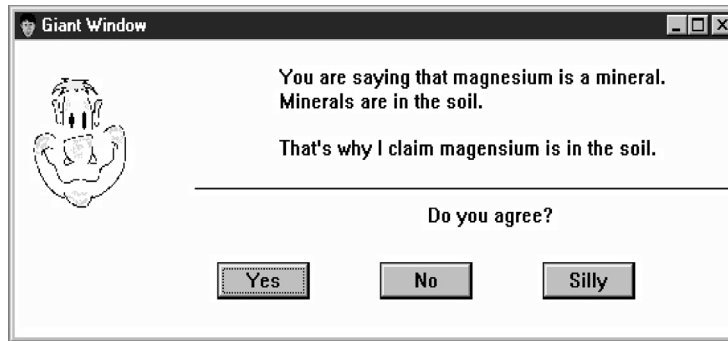 Giant Window
You are saying that magnesium is a mineral.
Minerals are in the soil.
That's why I claim magensium is in the soil.
Do you agree?
Yes
No
Silly